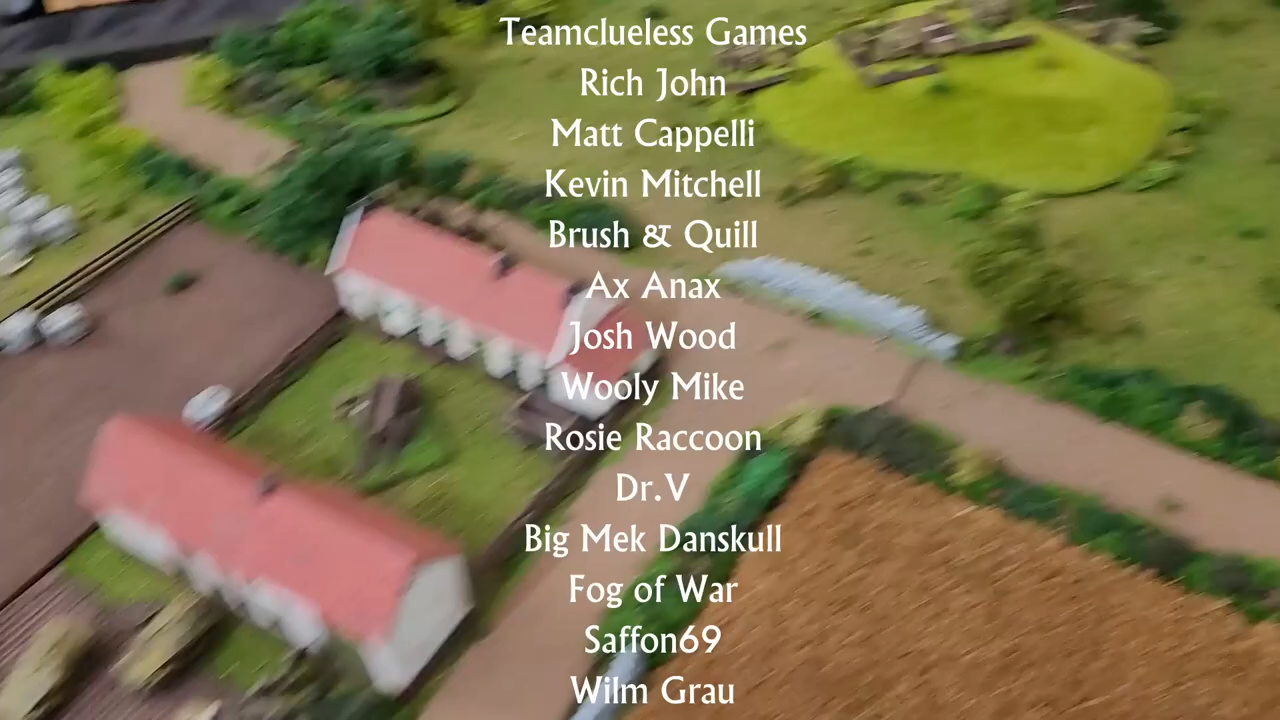 Teamclueless Games
Rich John
Matt Cappelli
Kevin Mitchell
Brush & Quill
Ax Anax
Josh Wood
Wooly Mike
Rosie Raccoon
Dr.V
Big Mek Danskull
Fog of War
Saffon69
Wilm Grau